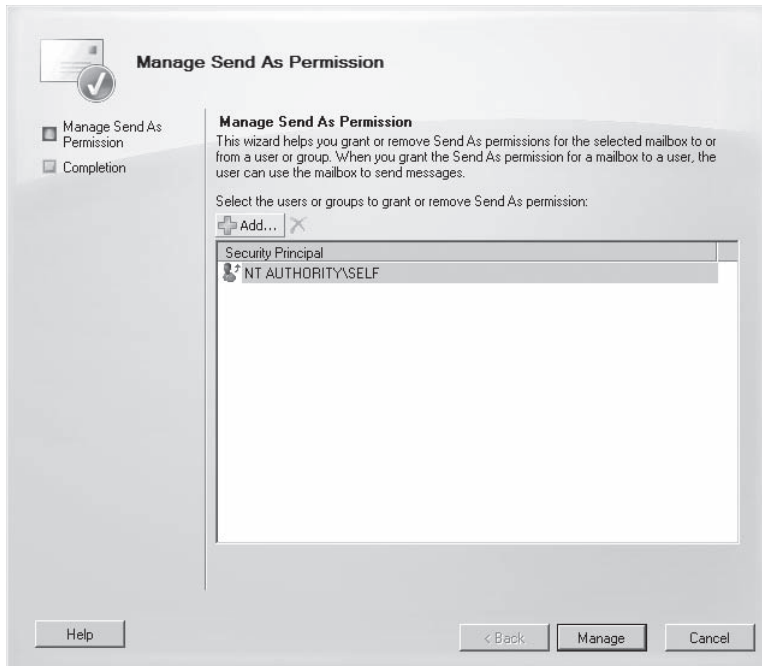 Manage Send As Permission
Manage Send As
Permission
Completion
Manage Send As Permission
This wizard helps you grant or remove Send As permissions for the selected mailbox to or
from a user or group. When you grant the Send As permission for a mailbox to a user, the
user can use the mailbox to send messages.
Select the users or groups to grant or remove Send As permission:
Add...
Security Principal
NT AUTHORITY\SELF
Help
< Back
Manage
Cancel